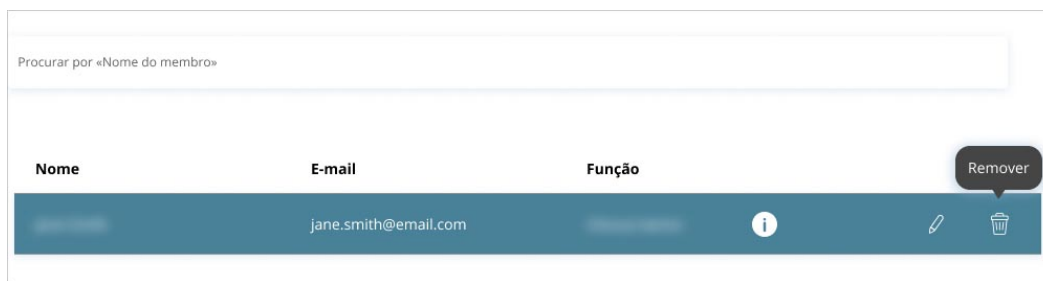 Procurar por «Nome do membro»
Remover
Nome E-mail Função
jane.smith@email.com